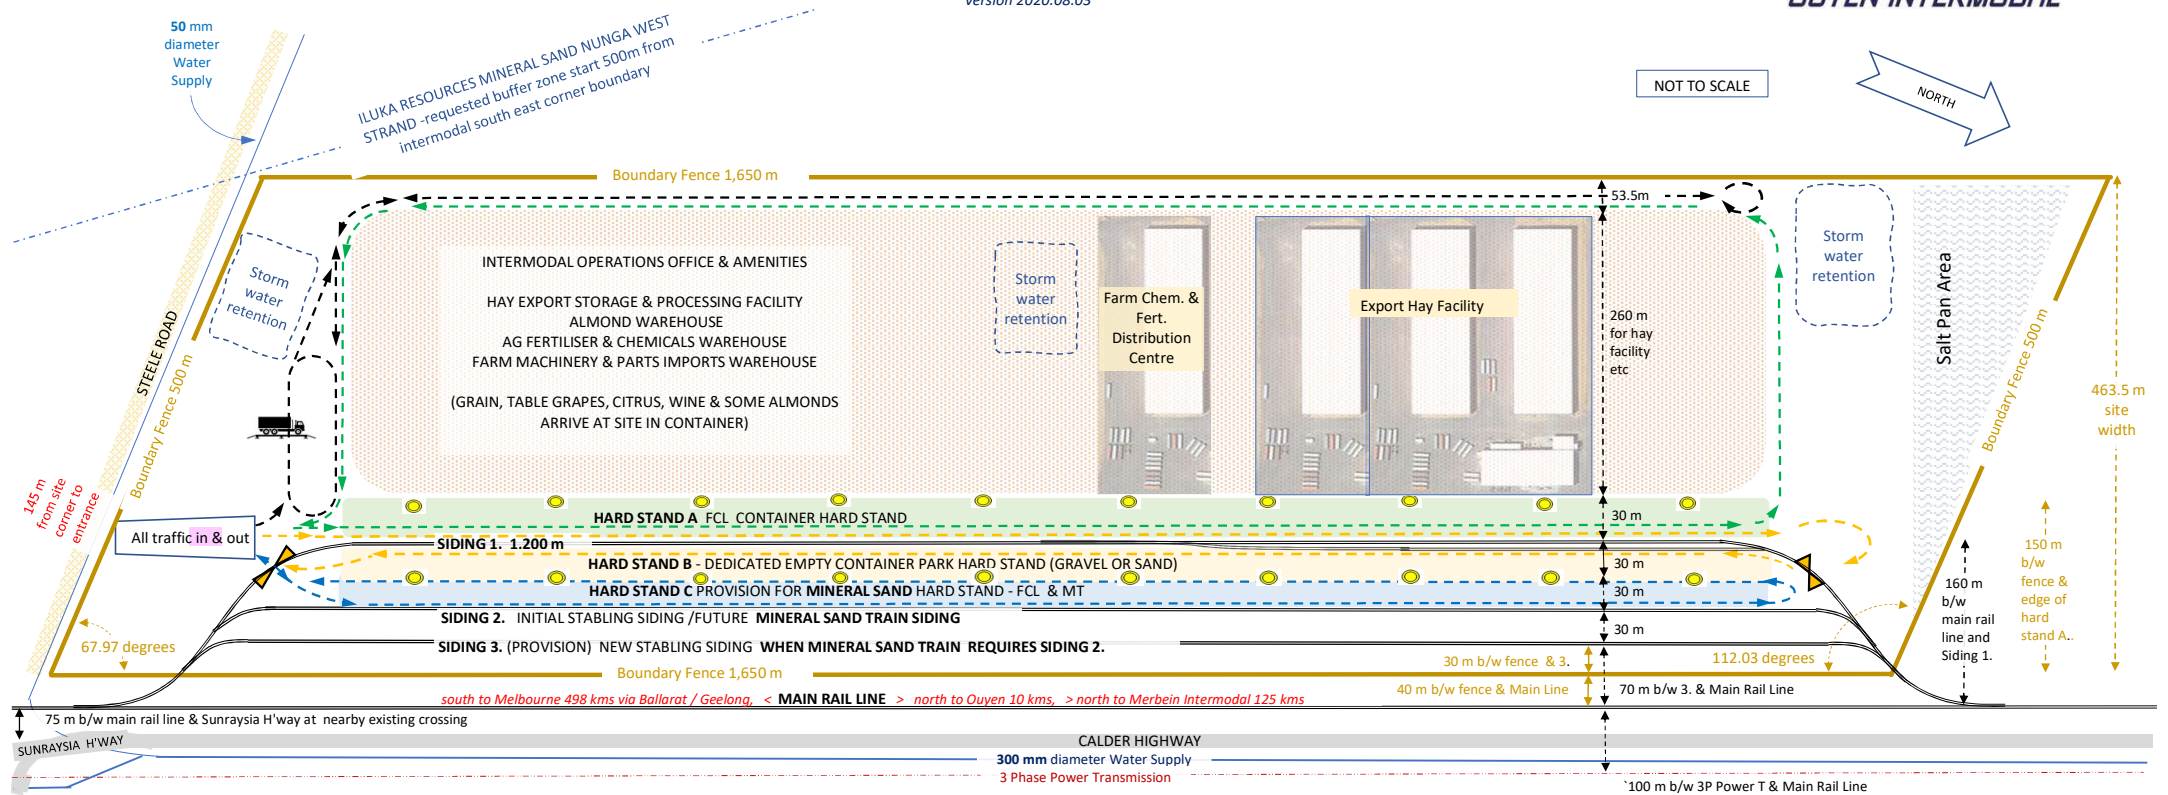 Version 2020.08.03
OUYEN INTERMODAL
50 mm
diameter
Water
Supply
ILUKA RESOURCES MINERAL SAND NUNGA WEST
STRAND -requested buffer zone start 500m from
intermodal south east corner boundary
NOT TO SCALE
NORTH
Boundary Fence 1,650 m
53.5m
Storm
water
retention
INTERMODAL OPERATIONS OFFICE & AMENITIES
HAY EXPORT STORAGE & PROCESSING FACILITY
ALMOND WAREHOUSE
AG FERTILISER & CHEMICALS WAREHOUSE
FARM MACHINERY & PARTS IMPORTS WAREHOUSE
(GRAIN, TABLE GRAPES, CITRUS, WINE & SOME ALMONDS
ARRIVE AT SITE IN CONTAINER)
Storm
water
retention
Farm Chem. &
Fert.
Distribution
Centre
Export Hay Facility
260 m
for hay
facility
etc
Storm
water
retention
Salt Pan Area
Boundary Fence 500 m
463.5 m
site
width
STEELE ROAD
Boundary Fence 500 m
145 m
from site
corner to
entrance
All traffic in & out
HARD STAND A FCL CONTAINER HARD STAND
30 m
SIDING 1. 1.200 m
HARD STAND B - DEDICATED EMPTY CONTAINER PARK HARD STAND (GRAVEL OR SAND)
30 m
HARD STAND C PROVISION FOR MINERAL SAND HARD STAND - FCL & MT
30 m
SIDING 2. INITIAL STABLING SIDING /FUTURE MINERAL SAND TRAIN SIDING
30 m
SIDING 3. (PROVISION) NEW STABLING SIDING WHEN MINERAL SAND TRAIN REQUIRES SIDING 2.
67.97 degrees
112.03 degrees
160 m
b/w
main rail
line and
Siding 1.
150 m
b/w
fence &
edge of
hard
stand A..
Boundary Fence 1,650 m
30 m b/w fence & 3.
40 m b/w fence & Main Line
70 m b/w 3. & Main Rail Line
south to Melbourne 498 kms via Ballarat / Geelong, < MAIN RAIL LINE > north to Ouyen 10 kms, > north to Merbein Intermodal 125 kms
75 m b/w main rail line & Sunraysia H'way at nearby existing crossing
SUNRAYSIA H'WAY
CALDER HIGHWAY
300 mm diameter Water Supply
3 Phase Power Transmission
`100 m b/w 3P Power T & Main Rail Line